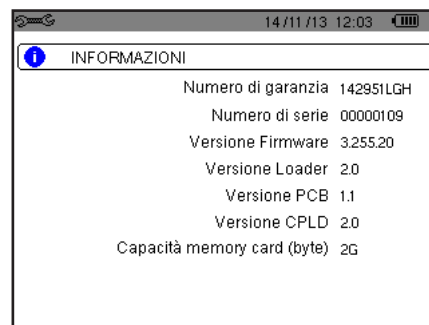 14/11/13 12:03
INFORMAZIONI
Numero di garanzia 142951LGH
Numero di serie 00000109
Versione Firmware 3.255.20
Versione Loader 2.0
Versione PCB 1.1
Versione CPLD 2.0
Capacità memory card (byte) 2G